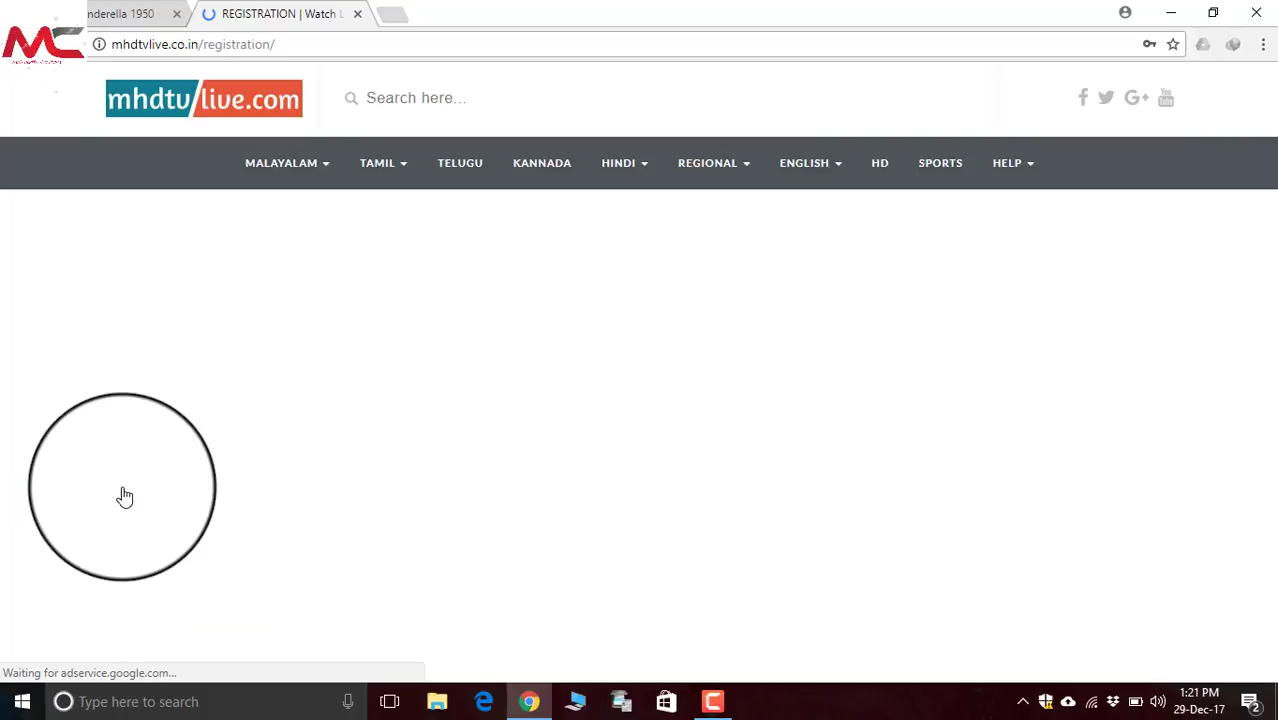 nderella 1950
REGISTRATION | Watch L
mhdtvlive.co.in/registration/
MC
mhdtv/live.com
Search here...
MALAYALAM
TAMIL
TELUGU
KANNADA
HINDI
REGIONAL
ENGLISH
HD
SPORTS
HELP
Waiting for adservice.google.com...
Type here to search
1:21 PM
29-Dec-17
2